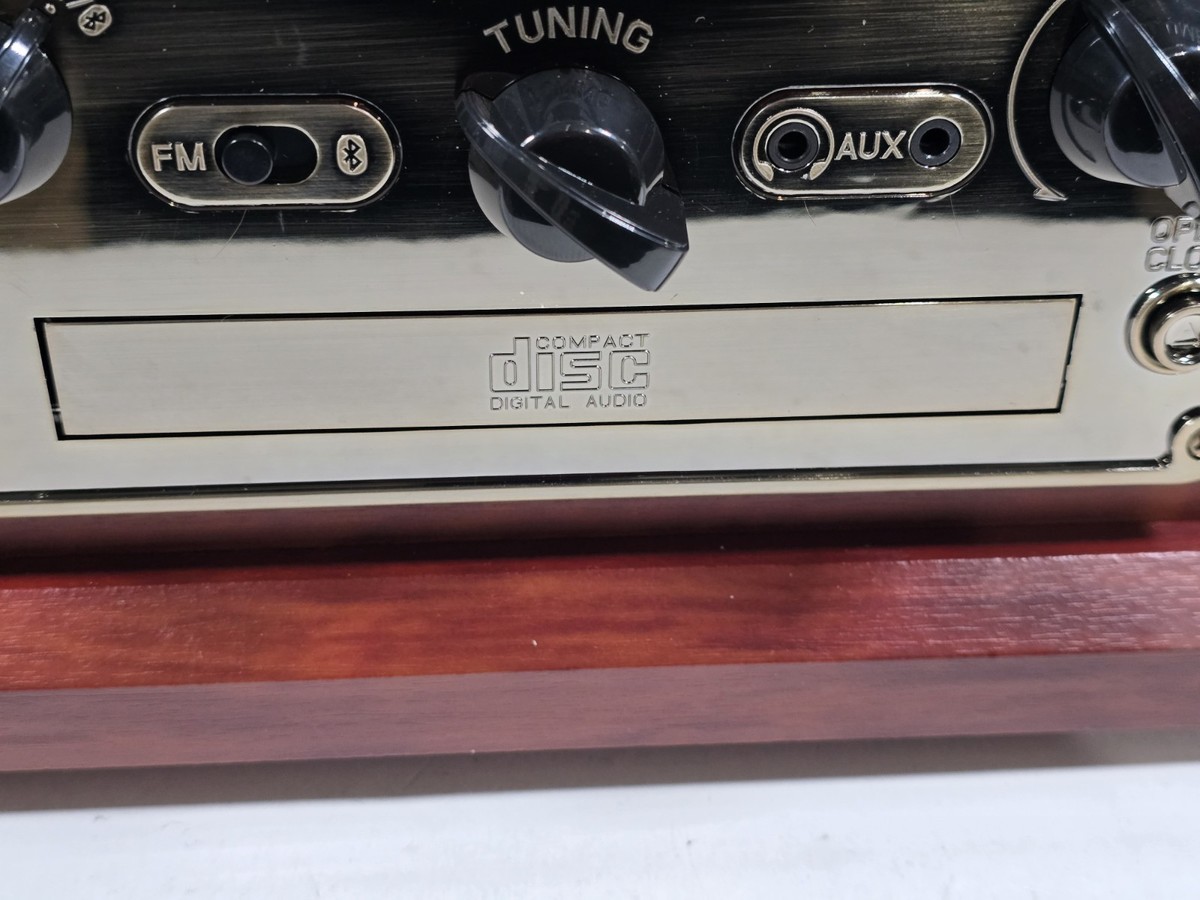 TUNING
FM
AUX
COMPACT
disc
DIGITAL AUDIO